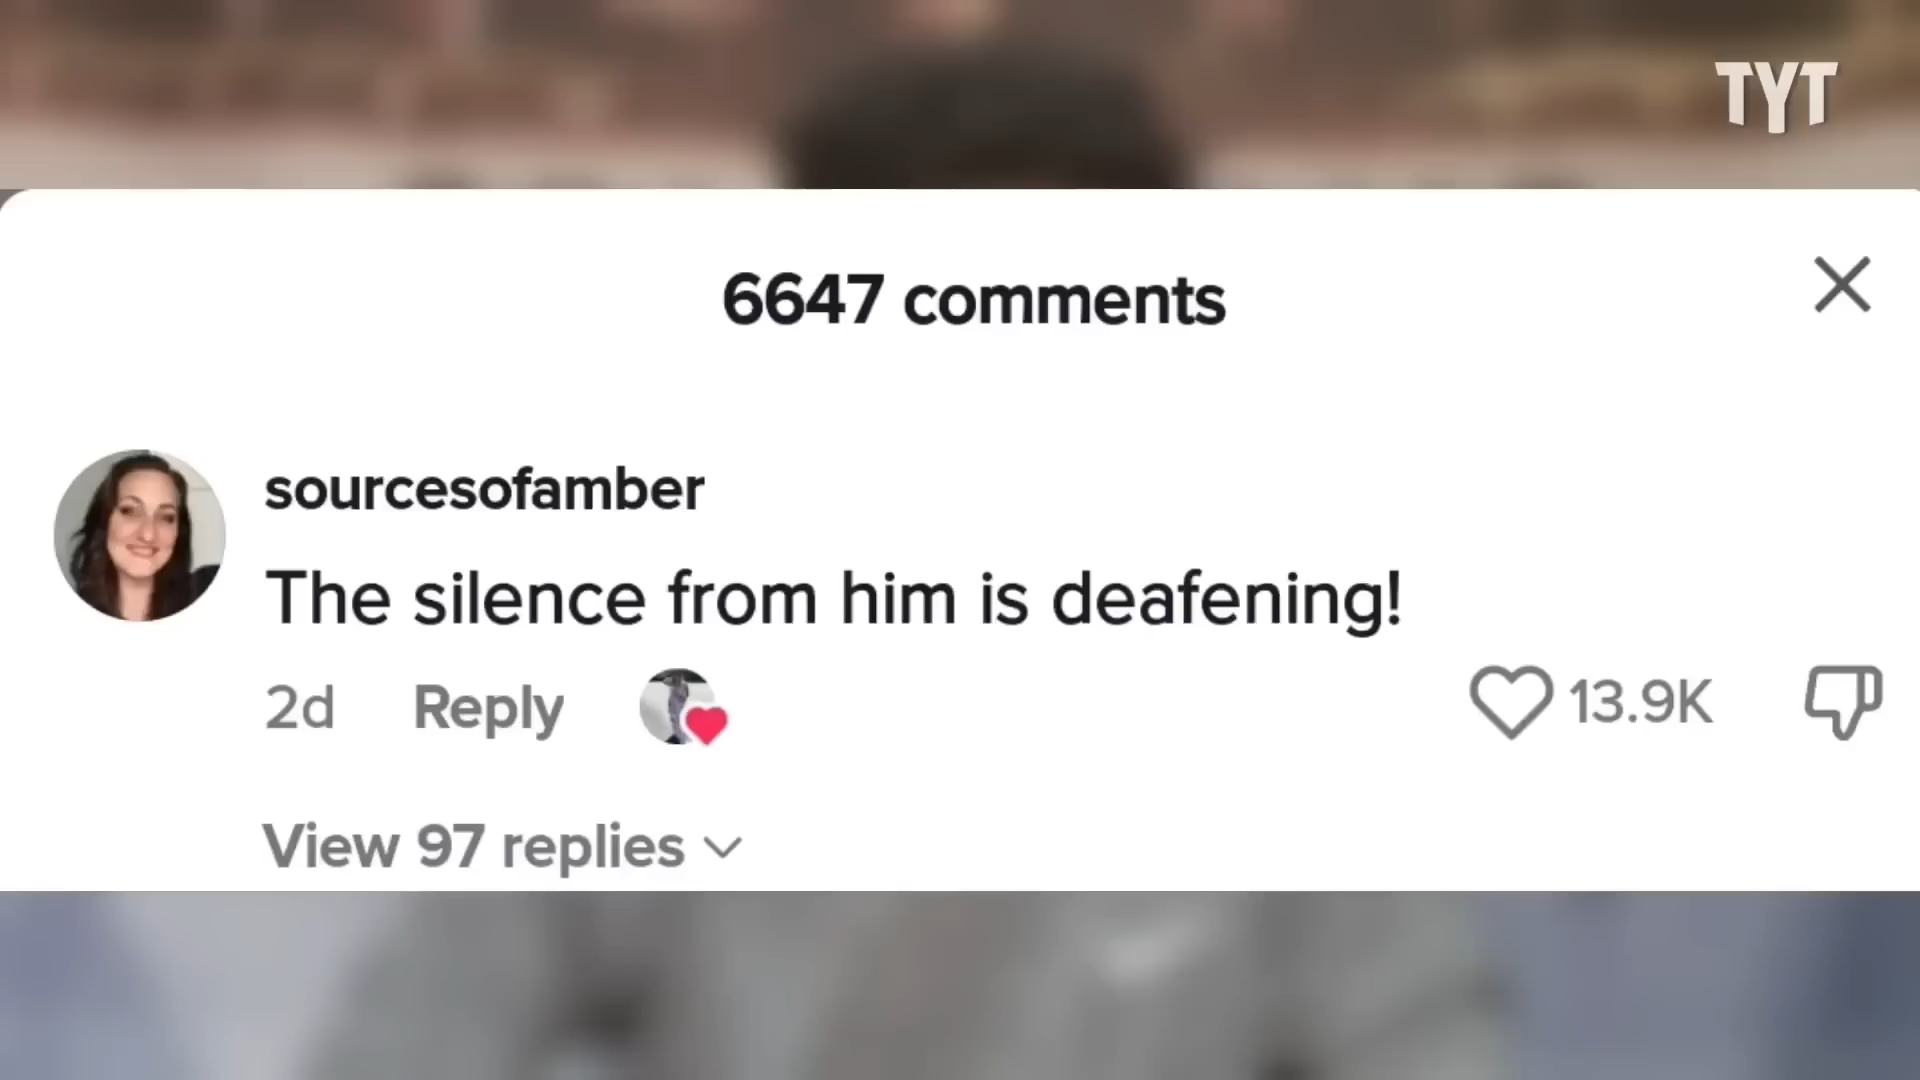 TYT
6647 comments
sourcesofamber
The silence from him is deafening!
2d Reply 13.9K
View 97 replies